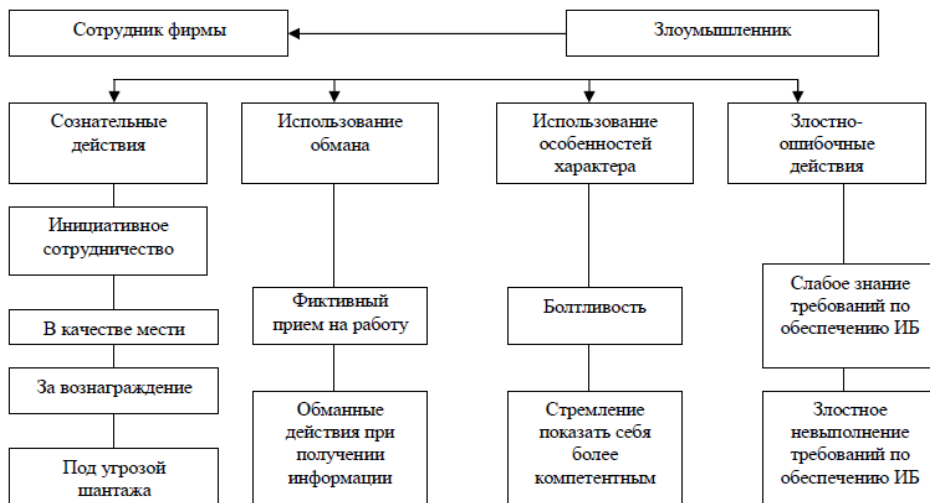 Сотрудник фирмы
Злоумышленник
Сознательные
действия
Использование
обмана
Использование
особенностей
характера
Злостно-
ошибочные
действия
Инициативное
сотрудничество
В качестве мести
За вознаграждение
Под угрозой
шантажа
Фиктивный
прием на работу
Обманные
действия при
получении
информации
Болтливость
Стремление
показать себя
более
компетентным
Слабое знание
требований по
обеспечению ИБ
Злостное
невыполнение
требований по
обеспечению ИБ